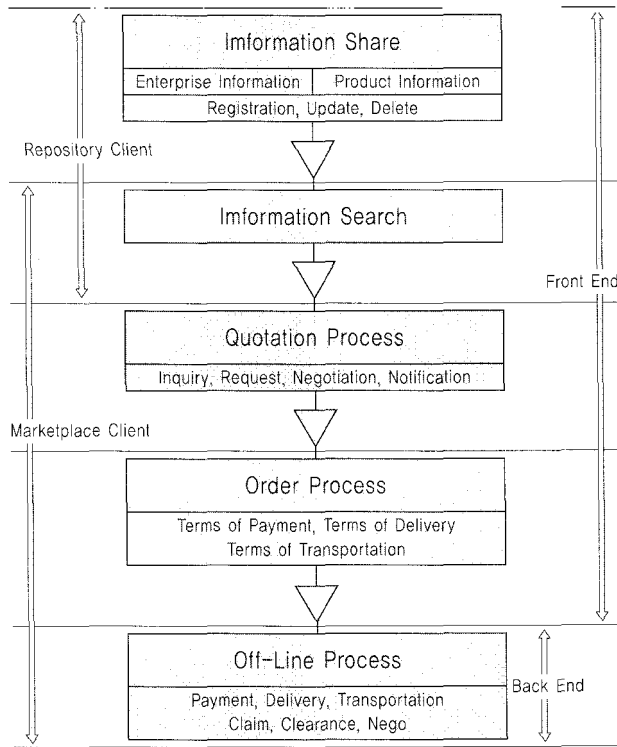 Imformation Share
Enterprise Information
Product Information
Registration, Update, Delete
Repository Client
Imformation Search
Front End
Quotation Process
Inquiry, Request, Negotiation, Notification
Marketplace Client
Order Process
Terms of Payment, Terms of Delivery
Terms of Transportation
Off-Line Process
Payment, Delivery, Transportation
Claim, Clearance, Nego
Back End